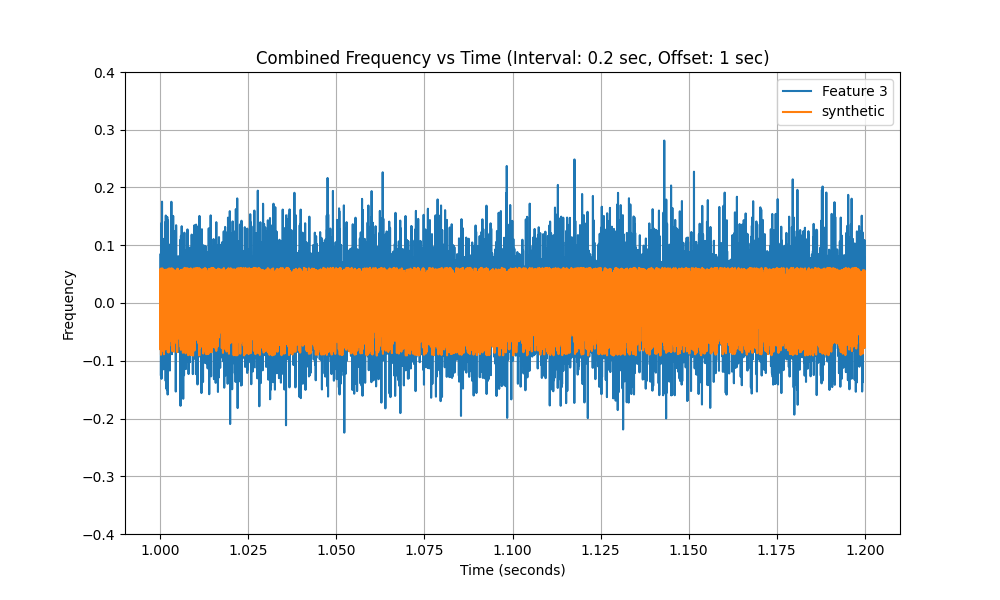 Combined Frequency vs Time (Interval: 0.2 sec, Offset: 1 sec)
Feature 3
synthetic
Frequency
0.4
0.3
0.2
0.1
0.0
−0.1
−0.2
−0.3
−0.4
1.000 1.025 1.050 1.075 1.100 1.125 1.150 1.175 1.200
Time (seconds)